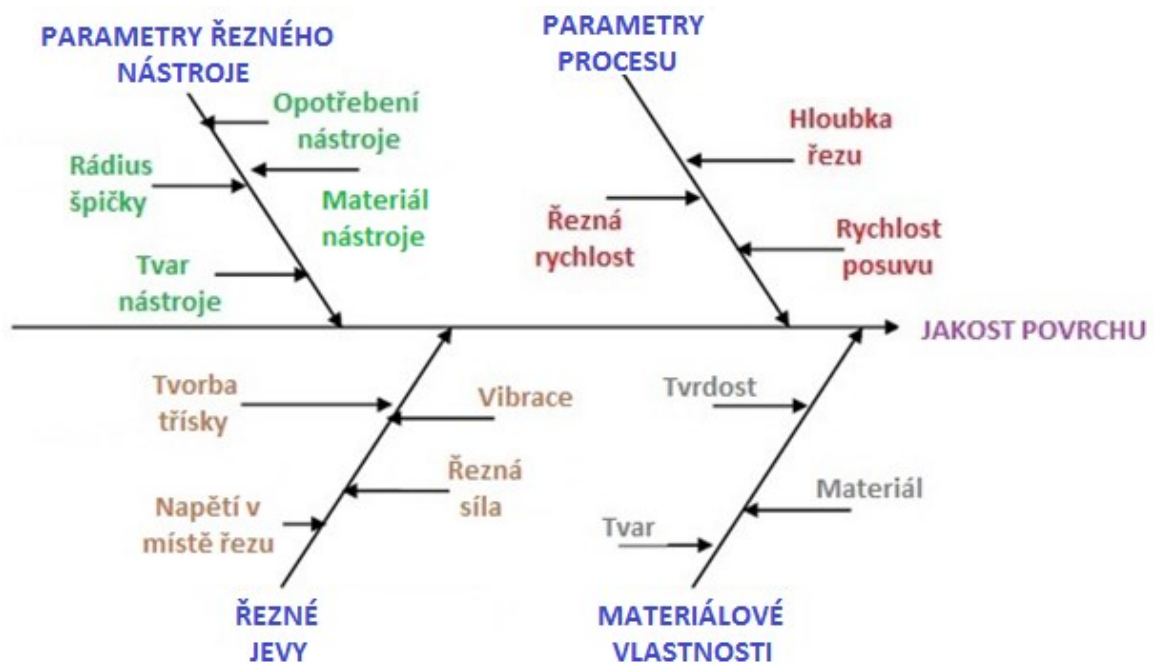 PARAMETRY ŘEZNÉHO
NÁSTROJE
PARAMETRY
PROCESU
Opotřebení
nástroje
Rádius
špičky
Materiál
nástroje
Tvar
nástroje
Hloubka
řezu
Řezná
rychlost
Rychlost
posuvu
JAKOST POVRCHU
Tvorba
třísky
Vibrace
Řezná
síla
Napětí v
místě řezu
Tvrdost
Materiál
Tvar
ŘEZNÉ
JEVY
MATERIÁLOVÉ
VLASTNOSTI